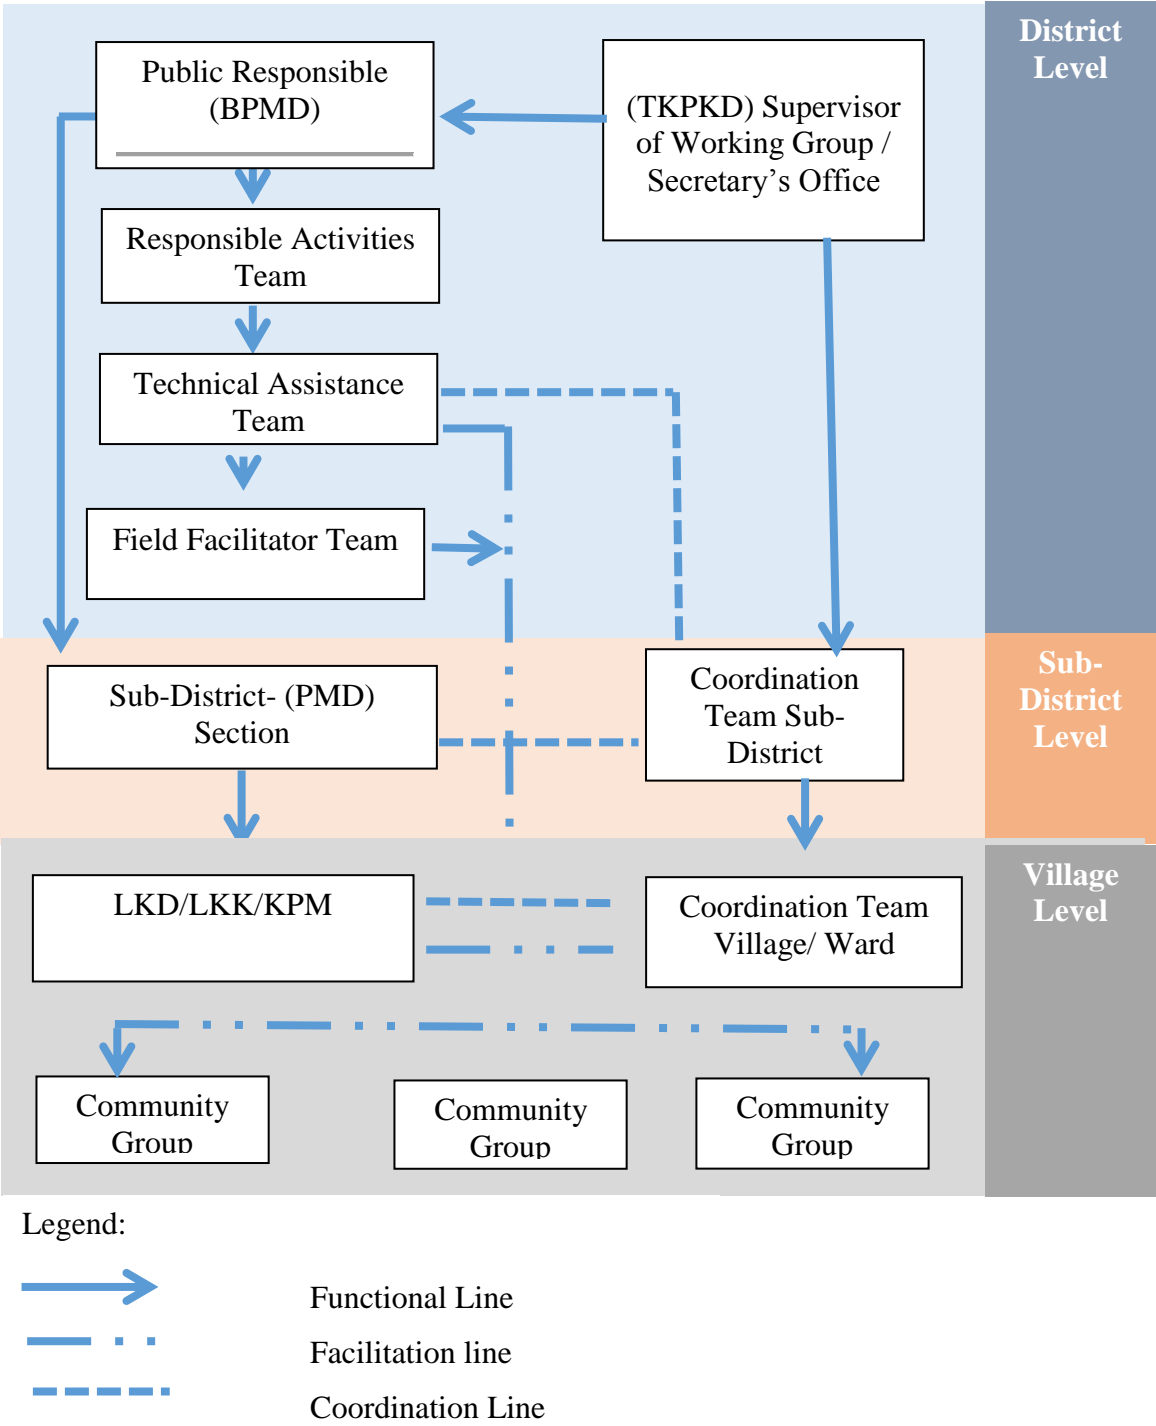 District
Level
Public Responsible
(BPMD)
(TKPKD) Supervisor
of Working Group /
Secretary’s Office
Responsible Activities
Team
Technical Assistance
Team
Field Facilitator Team
Sub-
District
Level
Sub-District- (PMD)
Section
Coordination
Team Sub-
District
Village
Level
LKD/LKK/KPM
Coordination Team
Village/ Ward
Community
Group
Community
Group
Community
Group
Legend:
Functional Line
Facilitation line
Coordination Line